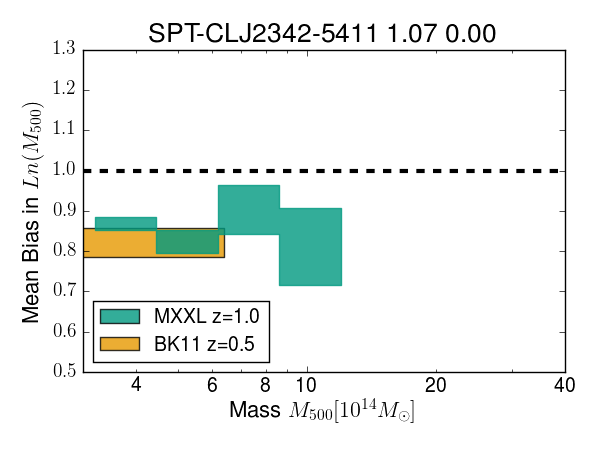 SPT-CLJ2342-5411 1.07 0.00
1.3
1.2
1.1
1.0
0.9
0.8
0.7
0.6
0.5
Mean Bias in Ln(M500)
MXXL z=1.0
BK11 z=0.5
4 6 8 10 20 40
Mass M500[10^14 M⊙]